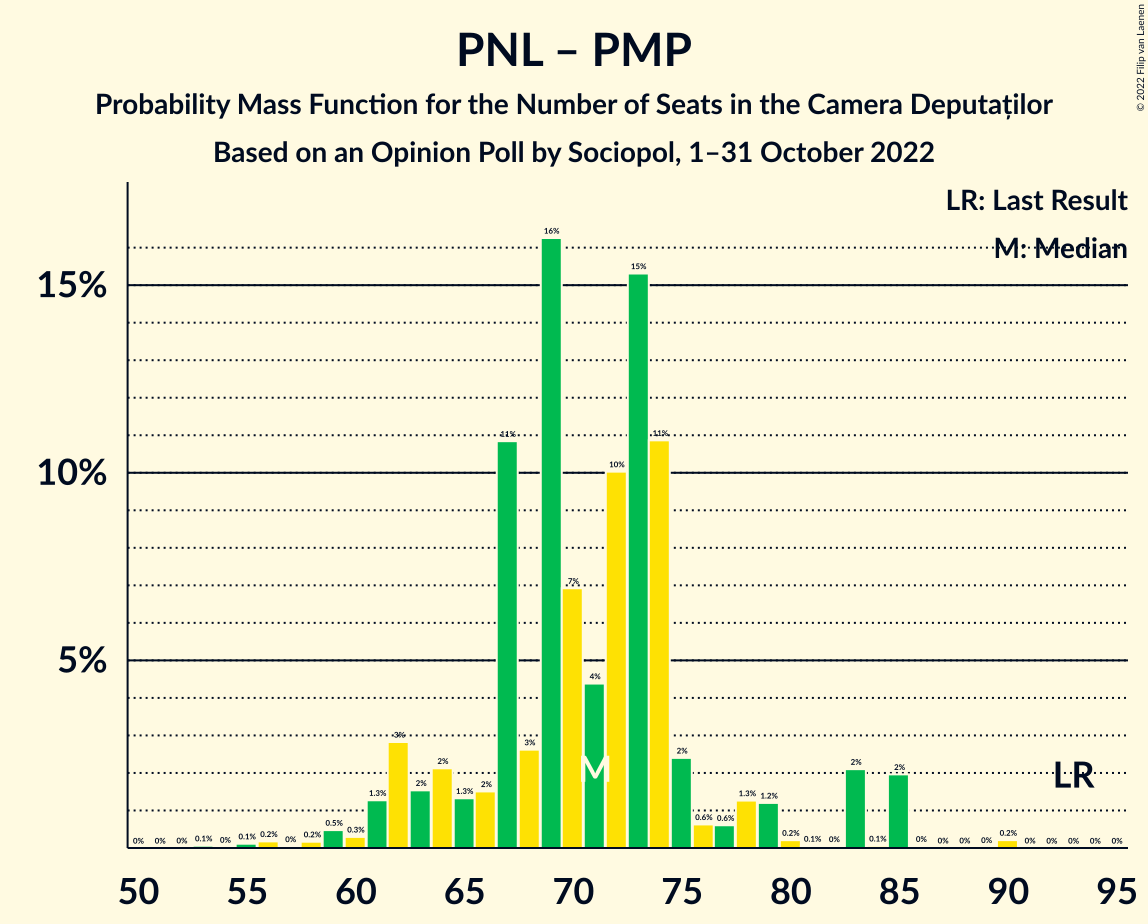 PNL – PMP
Probability Mass Function for the Number of Seats in the Camera Deputaților
Based on an Opinion Poll by Sociopol, 1–31 October 2022
© 2022 Filip van Laenen
LR: Last Result
M: Median
15%
10%
5%
0% 0% 0% 0.1% 0% 0.1% 0.2% 0% 0.2% 0.5% 0.3% 1.3% 3% 2% 2% 1.3% 2% 11% 3% 16% 7% 4% 10% 15% 11% 2% 0.6% 0.6% 1.3% 1.2% 0.2% 0.1% 0% 2% 0.1% 2% 0% 0% 0% 0% 0.2% 0% 0% 0% 0% 0%
M
LR
50 55 60 65 70 75 80 85 90 95